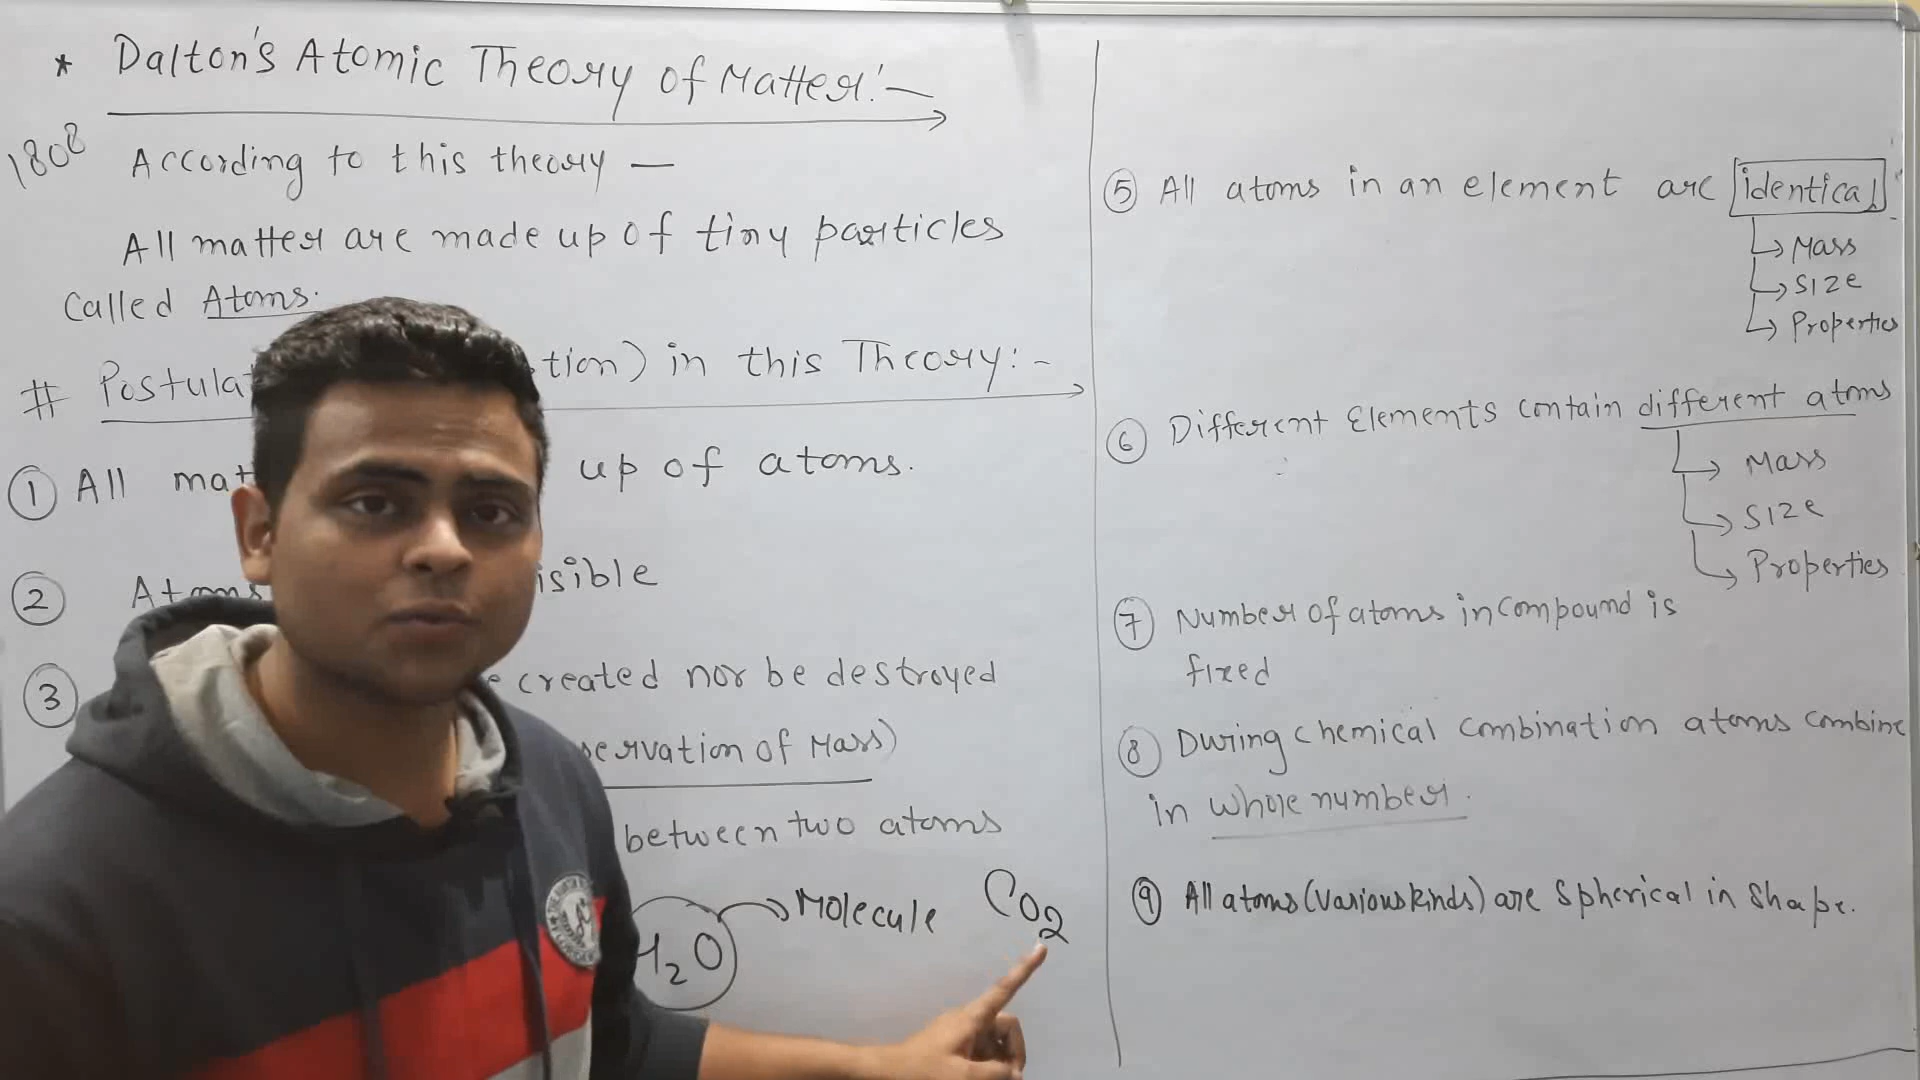 * Dalton's Atomic Theory of Matter:-
1808
According to this theory —
All matter are made up of tiny particles
Called Atoms.
# Postulat tion) in this Theory:-
① All mat up of atoms.
② Atoms isible
③ e created nor be destroyed
servation of Mass)
between two atoms
H2O → Molecule CO2
⑤ All atoms in an element are identical
→ Mass
→ Size
→ Properties
⑥ Different Elements contain different atoms
→ Mass
→ Size
→ Properties
⑦ Number of atoms in compound is
fixed
⑧ During chemical combination atoms combine
in whole number.
⑨ All atoms (Various kinds) are Spherical in Shape.